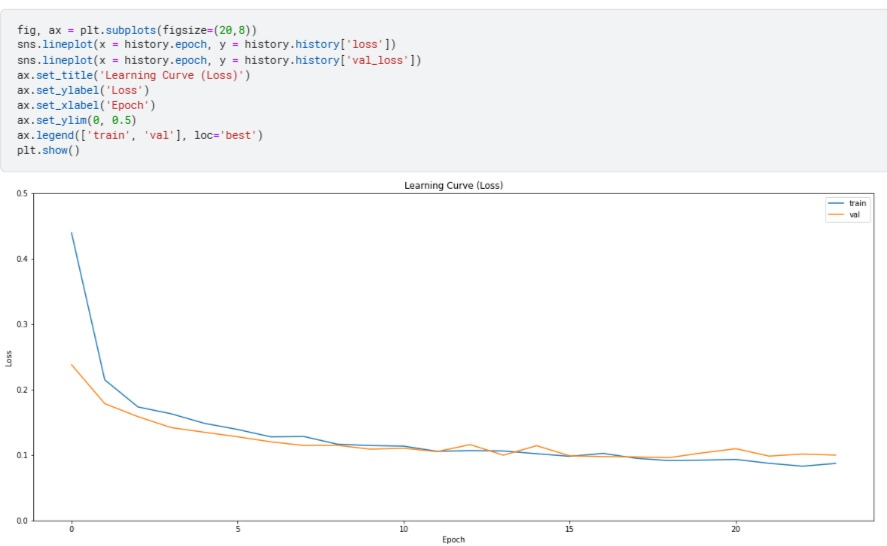 fig, ax = plt.subplots(figsize=(20,8))
sns.lineplot(x = history.epoch, y = history.history['loss'])
sns.lineplot(x = history.epoch, y = history.history['val_loss'])
ax.set_title('Learning Curve (Loss)')
ax.set_ylabel('Loss')
ax.set_xlabel('Epoch')
ax.set_ylim(0, 0.5)
ax.legend(['train', 'val'], loc='best')
plt.show()
Learning Curve (Loss)
0.5
train
val
0.4
0.3
Loss
0.2
0.1
0.0
0
5
10
15
20
Epoch